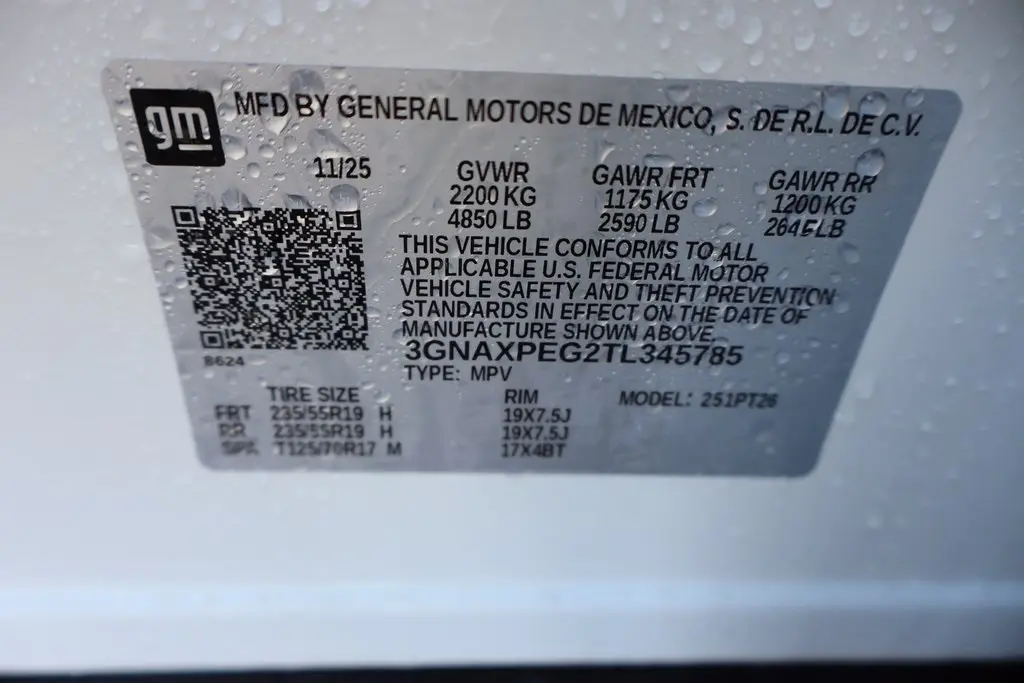 gm
MFD BY GENERAL MOTORS DE MEXICO, S. DE R.L. DE C.V.
11/25 GVWR GAWR FRT GAWR RR
2200 KG 1175 KG 1200 KG
4850 LB 2590 LB 2645 LB
THIS VEHICLE CONFORMS TO ALL
APPLICABLE U.S. FEDERAL MOTOR
VEHICLE SAFETY AND THEFT PREVENTION
STANDARDS IN EFFECT ON THE DATE OF
MANUFACTURE SHOWN ABOVE.
3GNAXPEG2TL345785
8624
TYPE: MPV
TIRE SIZE RIM MODEL: 251PT26
FRT 235/55R19 H 19X7.5J
RR 235/55R19 H 19X7.5J
SPA T125/70R17 M 17X4BT